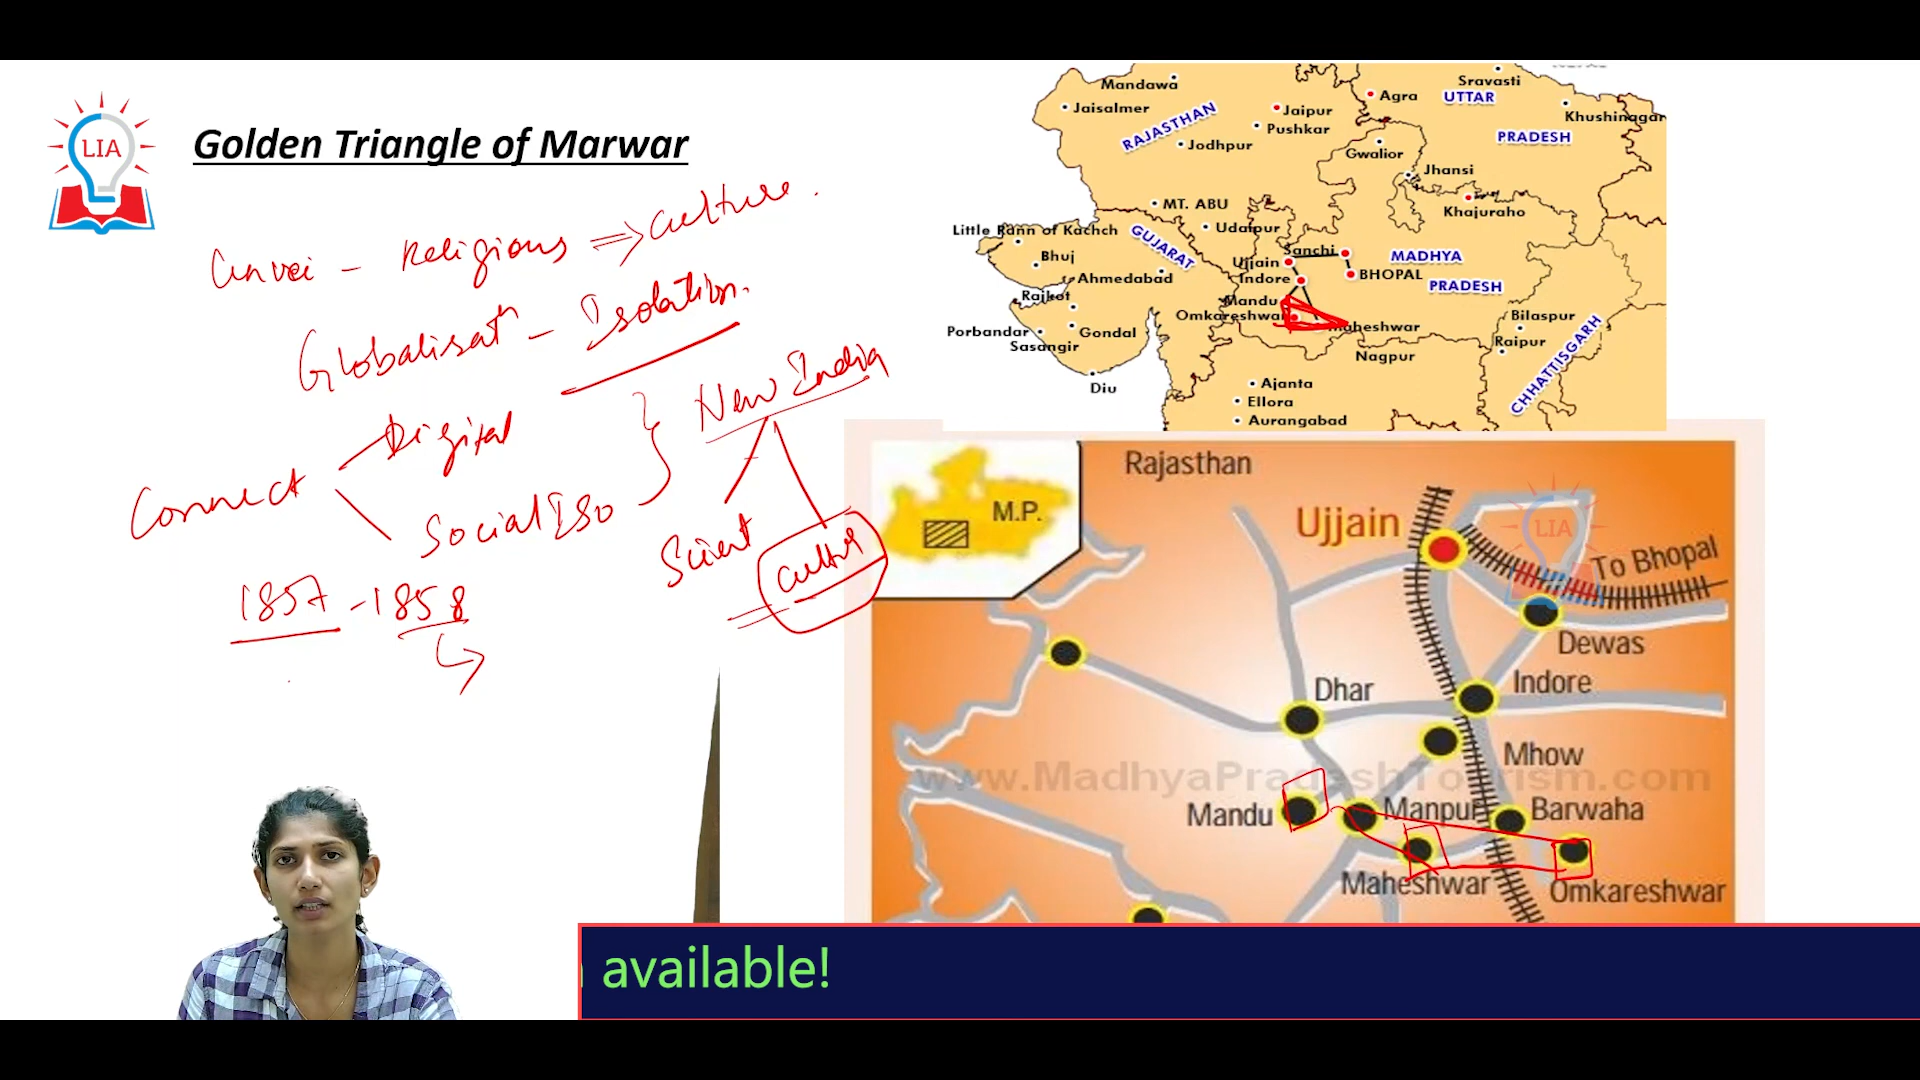 LIA
Golden Triangle of Marwar
Religious ⇒ culture.
Globalisatn - Isolation.
New India
Digital
Connect
Social Iso
Scient
culture
1857 - 1858
Mandawa
Jaisalmer
RAJASTHAN
Jaipur
Pushkar
Jodhpur
Agra
UTTAR
PRADESH
Sravasti
Khushinagar
Gwalior
Jhansi
Khajuraho
MT. ABU
Udaipur
Little Rann of Kachch
GUJARAT
Bhuj
Ahmedabad
Rajkot
Porbandar
Gondal
Sasangir
Diu
Sanchi
Ujjain
Indore
BHOPAL
MADHYA
PRADESH
Mandu
Omkareshwar
Maheshwar
Nagpur
Bilaspur
Raipur
CHHATTISGARH
Ajanta
Ellora
Aurangabad
M.P.
Rajasthan
Ujjain
LIA
To Bhopal
Dewas
Dhar
Indore
Mhow
www.MadhyaPradeshTourism.com
Mandu
Manpur
Barwaha
Maheshwar
Omkareshwar
available!